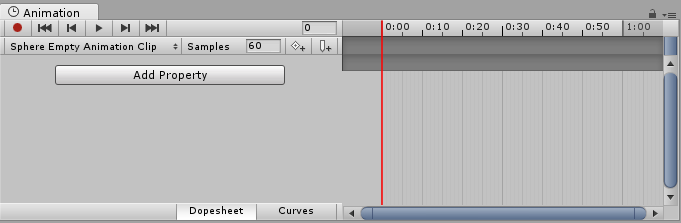 Animation
0 0:00 0:10 0:20 0:30 0:40 0:50 1:00
Sphere Empty Animation Clip Samples 60
Add Property
Dopesheet Curves